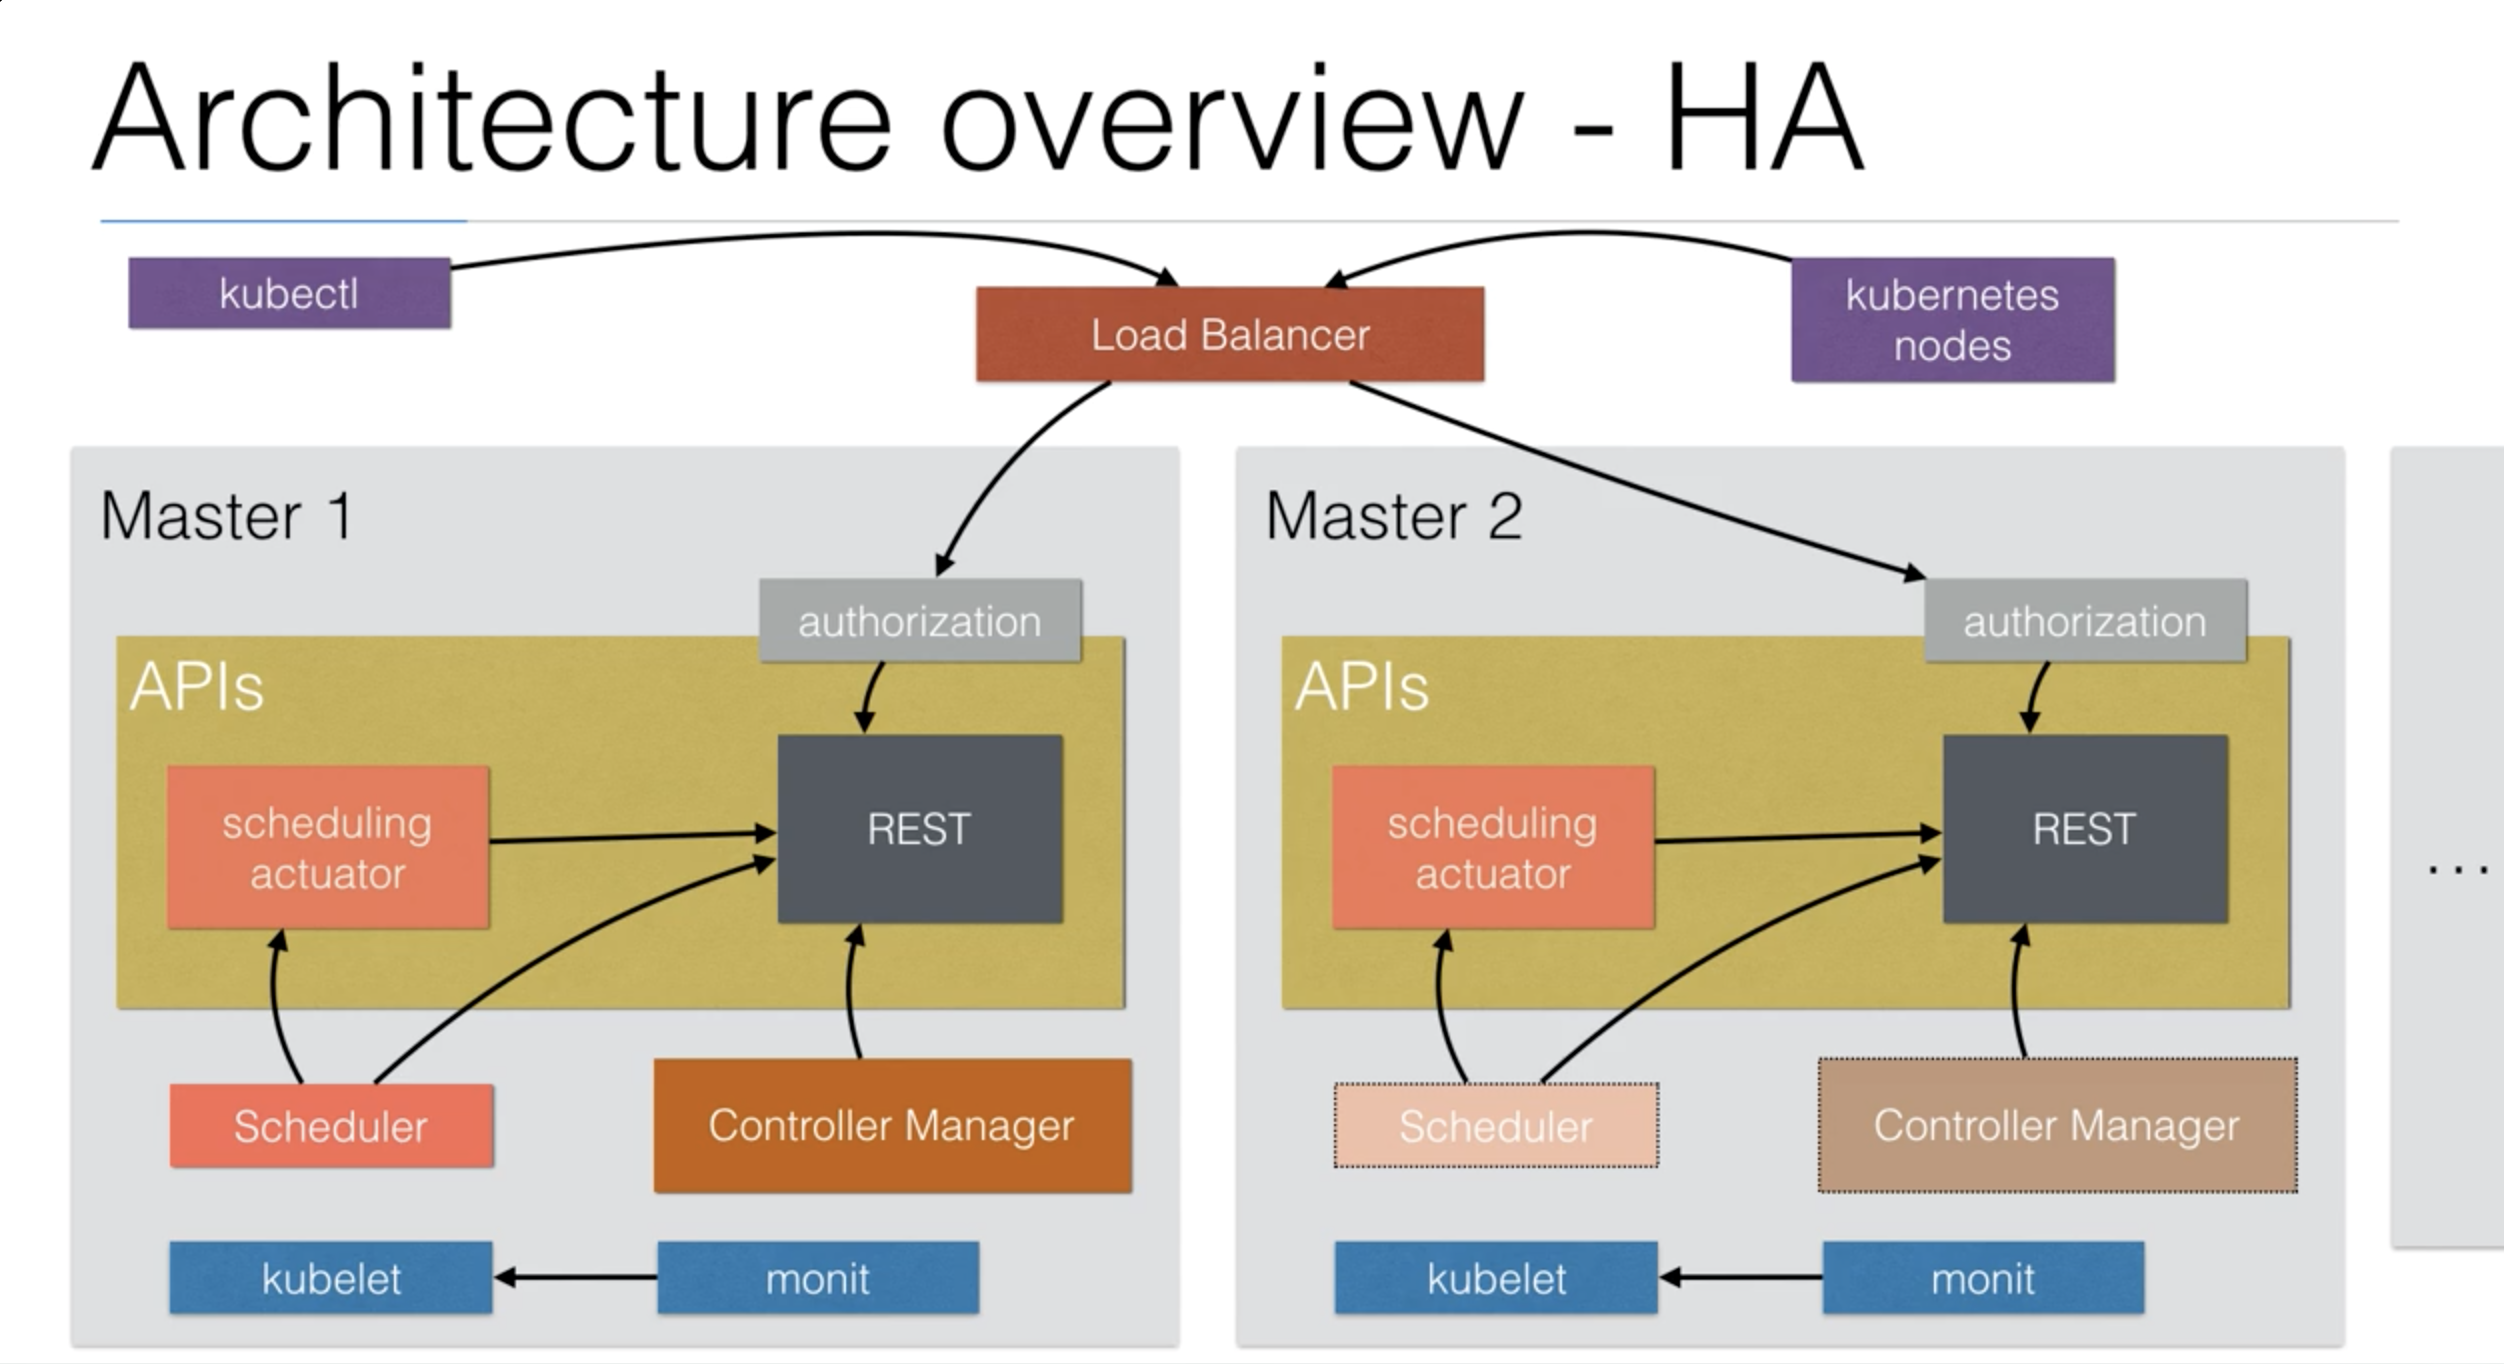 Architecture overview - HA
kubectl
Load Balancer
kubernetes
nodes
Master 1
authorization
APIs
scheduling
actuator
REST
Scheduler
Controller Manager
kubelet
monit
Master 2
authorization
APIs
scheduling
actuator
REST
Scheduler
Controller Manager
kubelet
monit
...